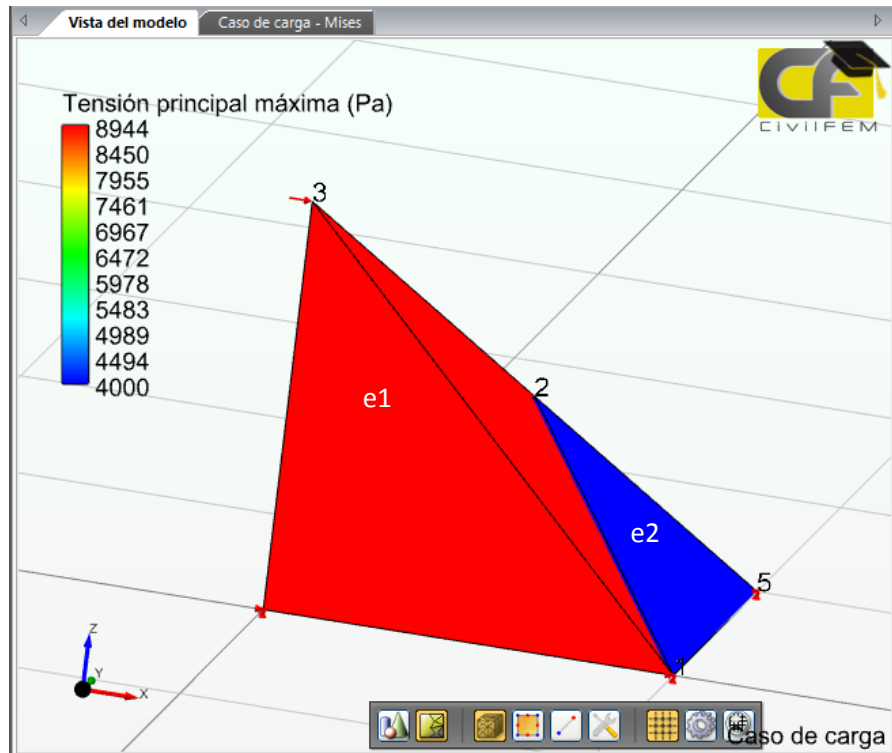 Vista del modelo
Caso de carga - Mises
Tensión principal máxima (Pa)
CIVILFEM
8944
8450
7955
7461
6967
6472
5978
5483
4989
4494
4000
3
e1
2
e2
5
1
Z
Y
X
Caso de carga